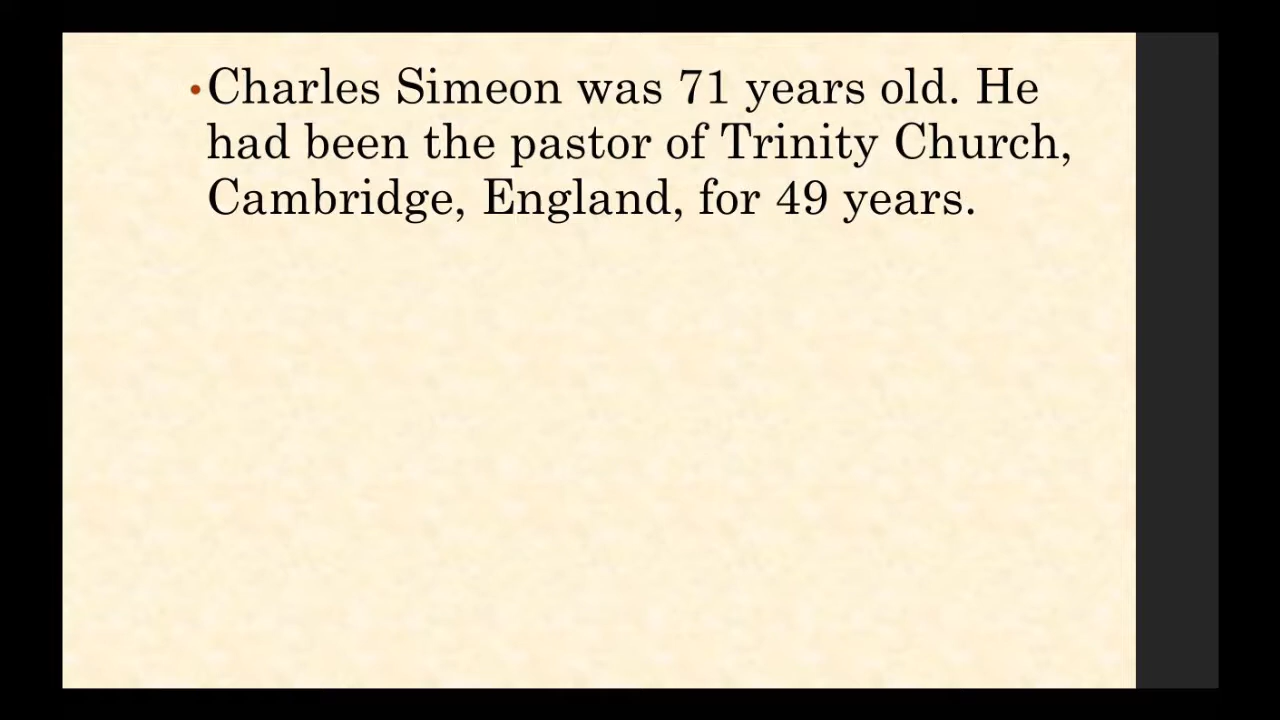 •Charles Simeon was 71 years old. He
had been the pastor of Trinity Church,
Cambridge, England, for 49 years.